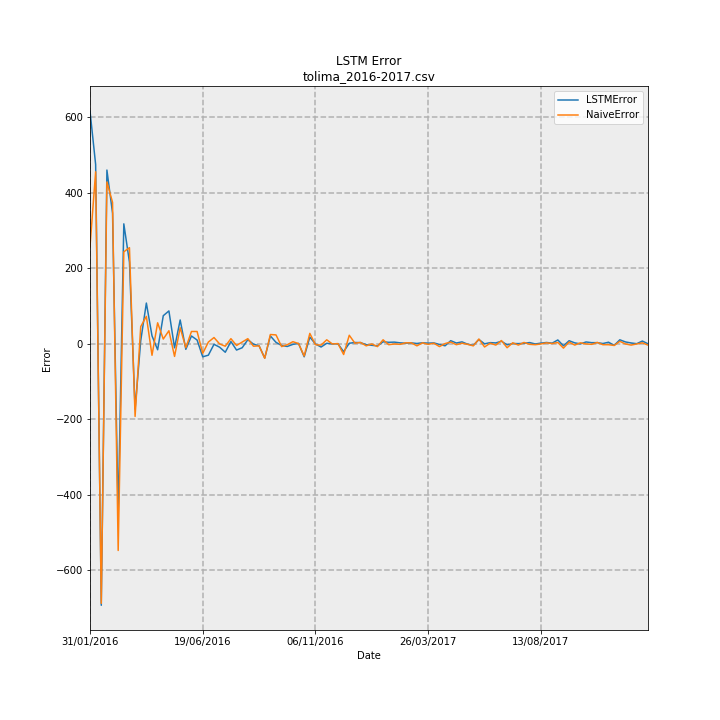 LSTM Error
tolima_2016-2017.csv
LSTMError
NaiveError
600
400
200
0
−200
−400
−600
Error
31/01/2016
19/06/2016
06/11/2016
26/03/2017
13/08/2017
Date